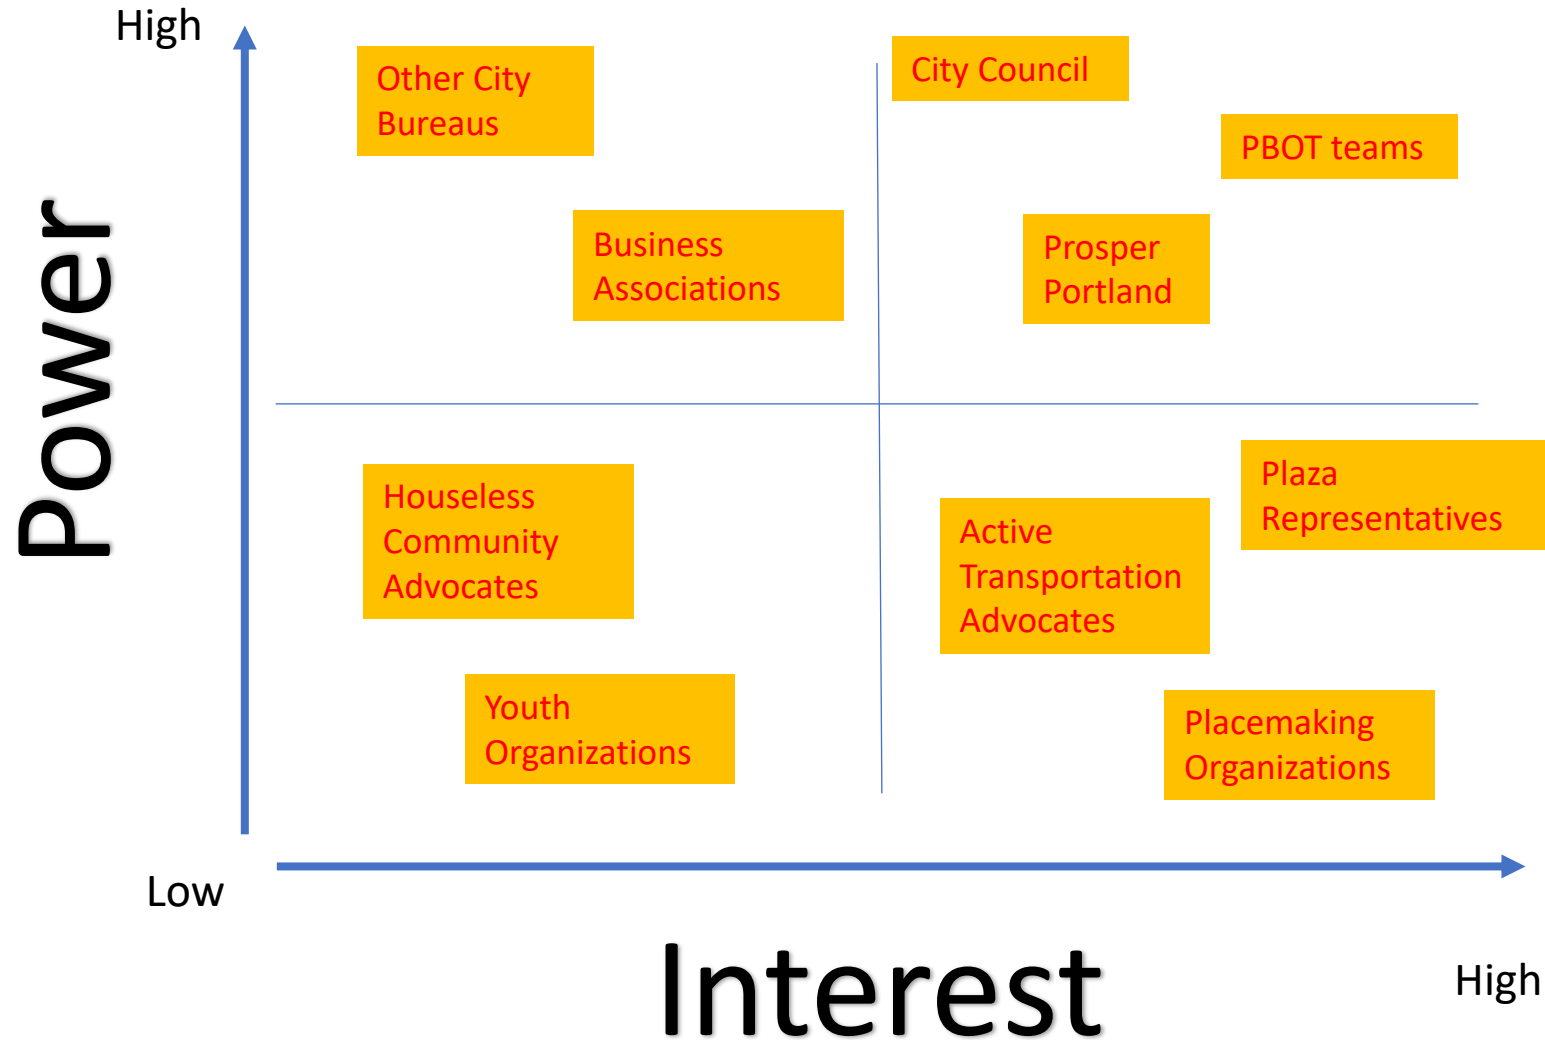 High
Other City
Bureaus
City Council
PBOT teams
Business
Associations
Prosper
Portland
Power
Houseless
Community
Advocates
Plaza
Representatives
Active
Transportation
Advocates
Youth
Organizations
Placemaking
Organizations
Low
Interest
High